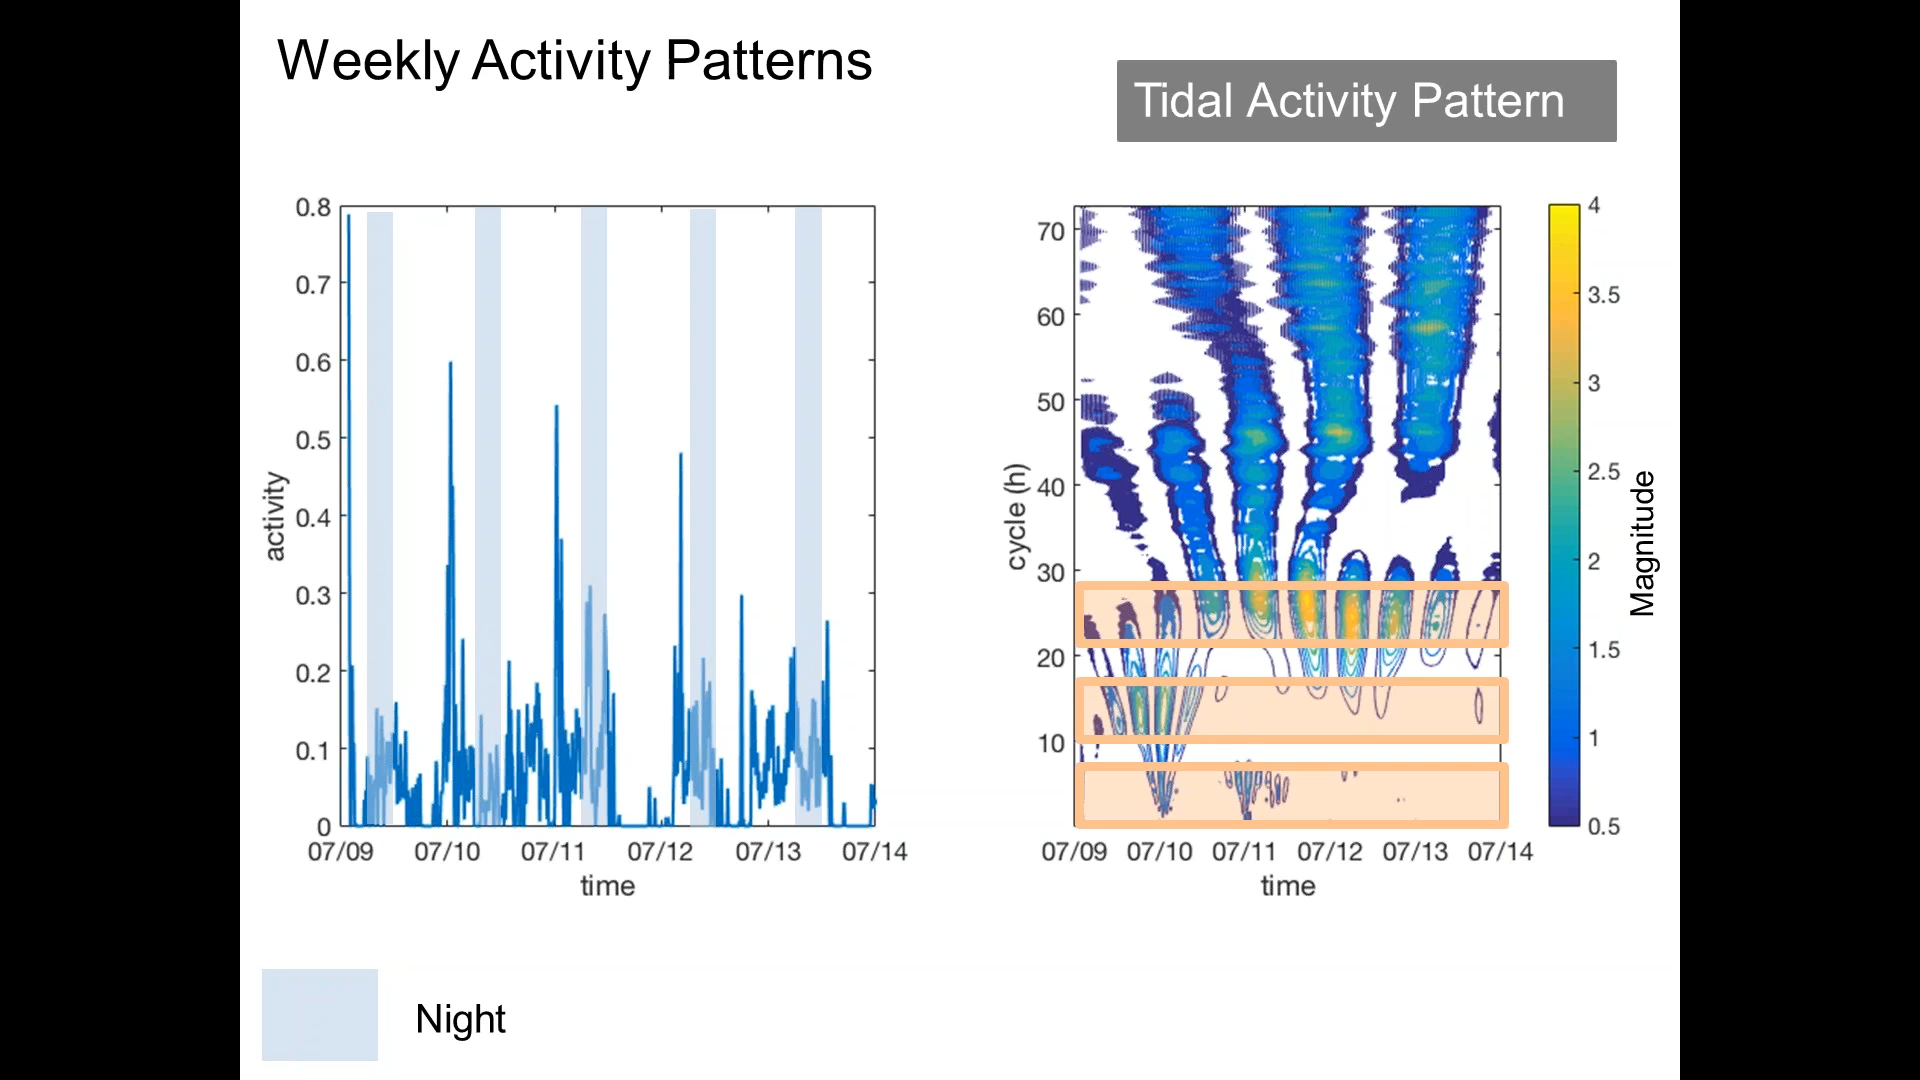 Weekly Activity Patterns
Tidal Activity Pattern
0.8
0.7
0.6
0.5
0.4
0.3
0.2
0.1
0
activity
07/09 07/10 07/11 07/12 07/13 07/14
time
70
60
50
40
30
20
10
cycle (h)
07/09 07/10 07/11 07/12 07/13 07/14
time
4
3.5
3
2.5
2
1.5
1
0.5
Magnitude
Night